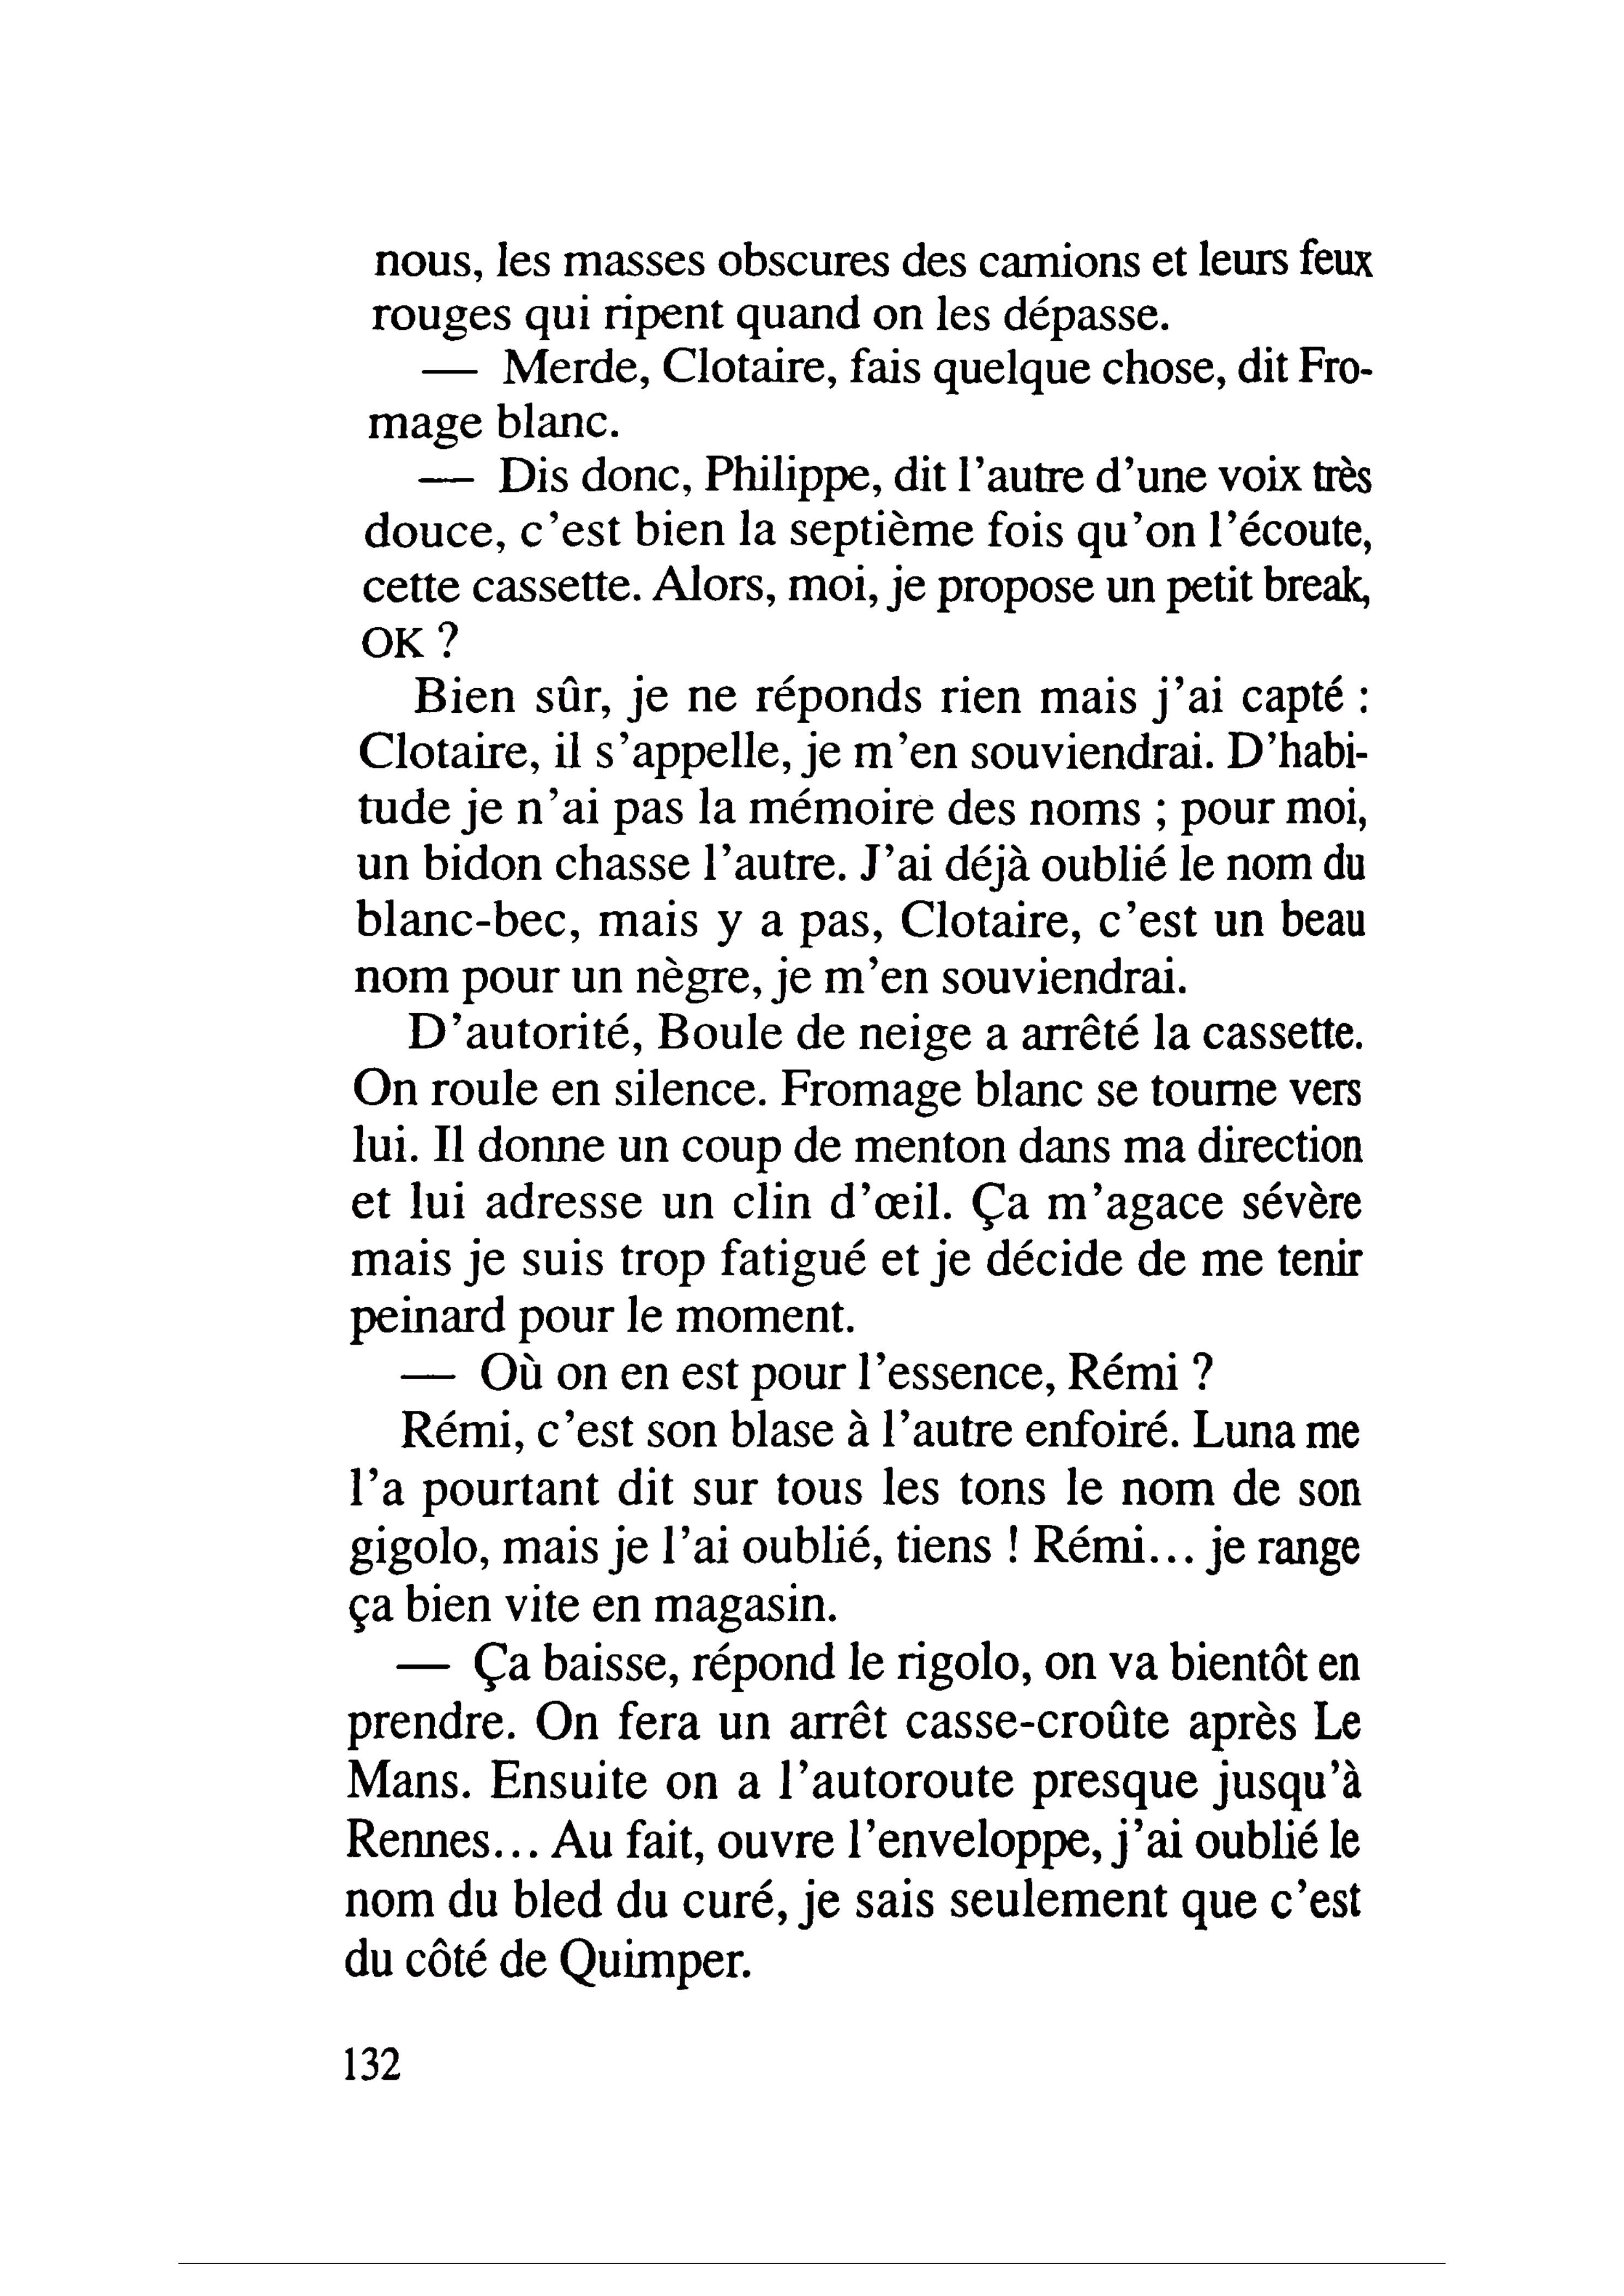 nous, les masses obscures des camions et leurs feux
rouges qui ripent quand on les dépasse.
— Merde, Clotaire, fais quelque chose, dit Fro-
mage blanc.
— Dis donc, Philippe, dit l'autre d'une voix très
douce, c'est bien la septième fois qu'on l'écoute,
cette cassette. Alors, moi, je propose un petit break,
OK ?
Bien sûr, je ne réponds rien mais j'ai capté :
Clotaire, il s'appelle, je m'en souviendrai. D'habi-
tude je n'ai pas la mémoire des noms ; pour moi,
un bidon chasse l'autre. J'ai déjà oublié le nom du
blanc-bec, mais y a pas, Clotaire, c'est un beau
nom pour un nègre, je m'en souviendrai.
D'autorité, Boule de neige a arrêté la cassette.
On roule en silence. Fromage blanc se tourne vers
lui. Il donne un coup de menton dans ma direction
et lui adresse un clin d'œil. Ça m'agace sévère
mais je suis trop fatigué et je décide de me tenir
peinard pour le moment.
— Où on en est pour l'essence, Rémi ?
Rémi, c'est son blase à l'autre enfoiré. Luna me
l'a pourtant dit sur tous les tons le nom de son
gigolo, mais je l'ai oublié, tiens ! Rémi... je range
ça bien vite en magasin.
— Ça baisse, répond le rigolo, on va bientôt en
prendre. On fera un arrêt casse-croûte après Le
Mans. Ensuite on a l'autoroute presque jusqu'à
Rennes... Au fait, ouvre l'enveloppe, j'ai oublié le
nom du bled du curé, je sais seulement que c'est
du côté de Quimper.
132